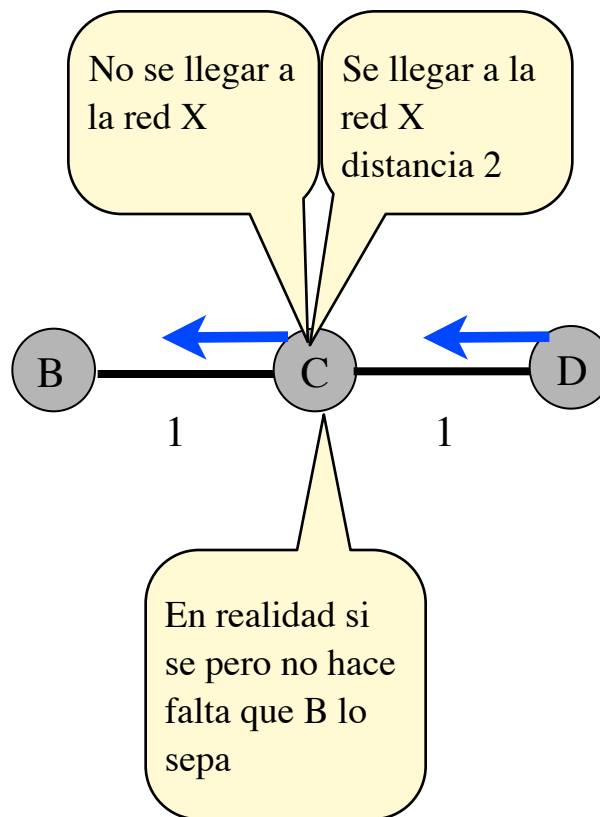 No se llegar a
la red X
Se llegar a la
red X
distancia 2
B
C
D
1
1
En realidad si
se pero no hace
falta que B lo
sepa